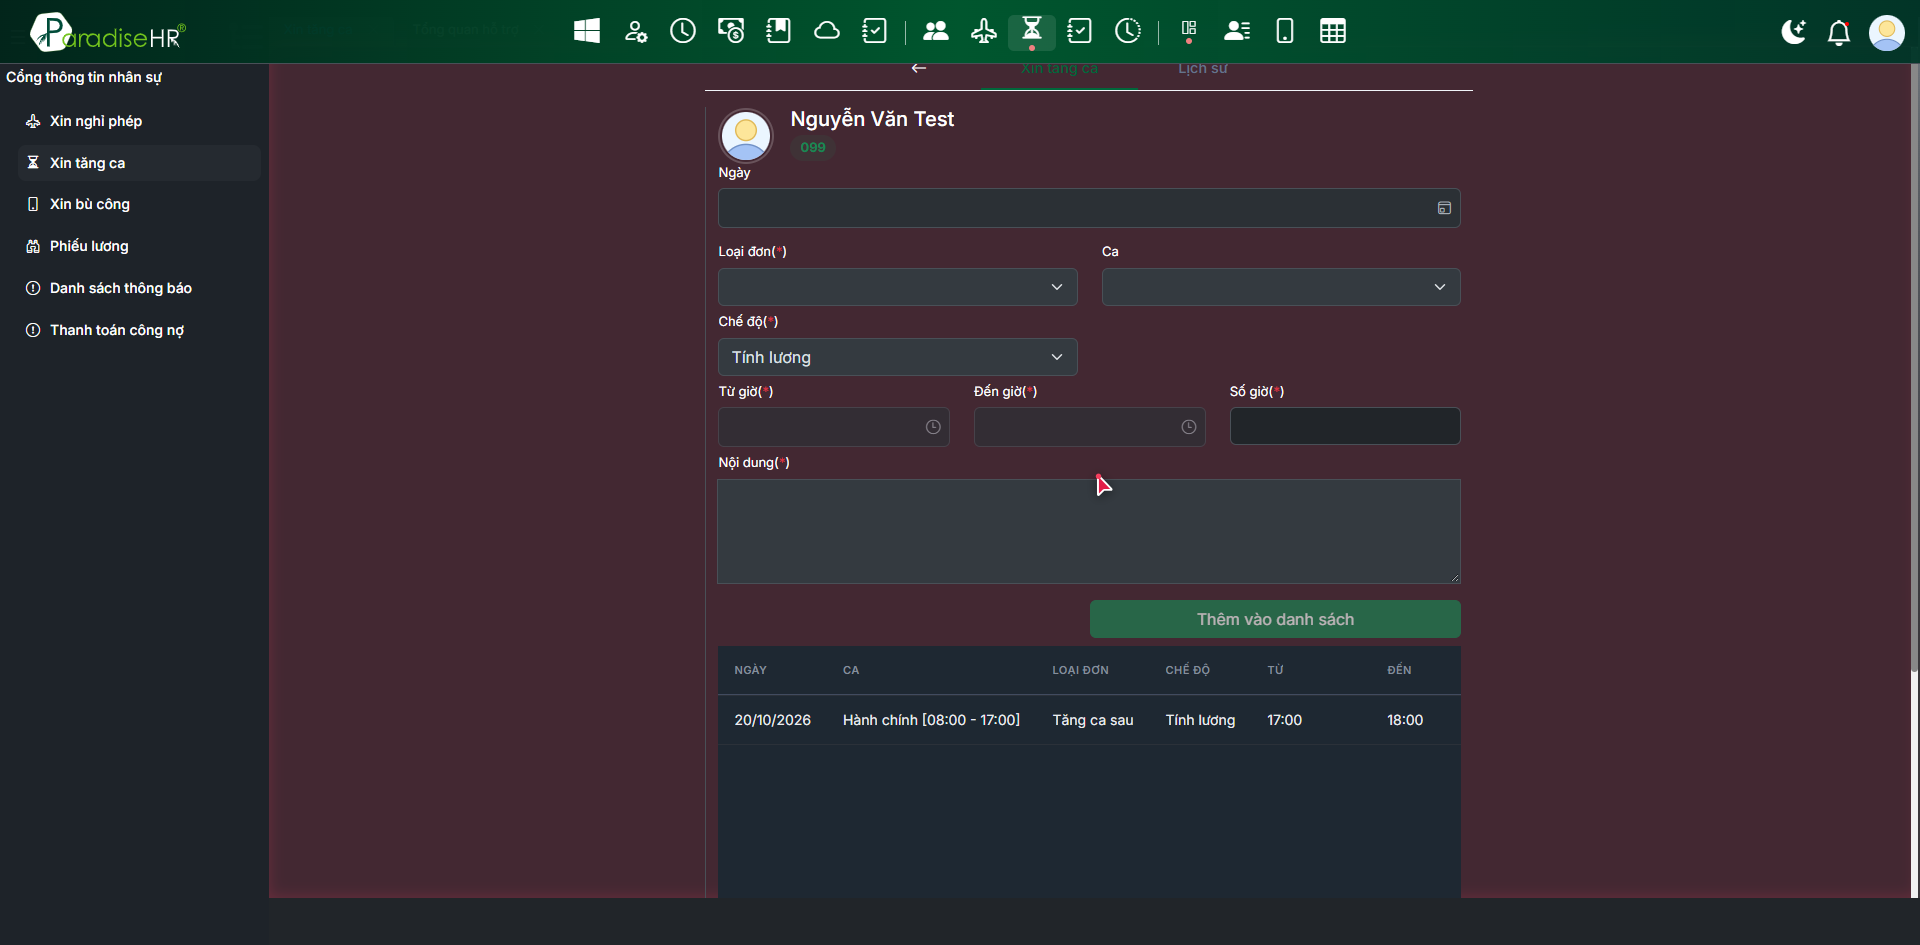 ParadiseHR®
Cổng thông tin nhân sự
Xin nghỉ phép
Xin tăng ca
Xin bù công
Phiếu lương
Danh sách thông báo
Thanh toán công nợ
Xin tăng ca
Lịch sử
Nguyễn Văn Test
099
Ngày
Loại đơn(*)
Ca
Chế độ(*)
Tính lương
Từ giờ(*)
Đến giờ(*)
Số giờ(*)
Nội dung(*)
Thêm vào danh sách
NGÀY CA LOẠI ĐƠN CHẾ ĐỘ TỪ ĐẾN
20/10/2026 Hành chính [08:00 - 17:00] Tăng ca sau Tính lương 17:00 18:00